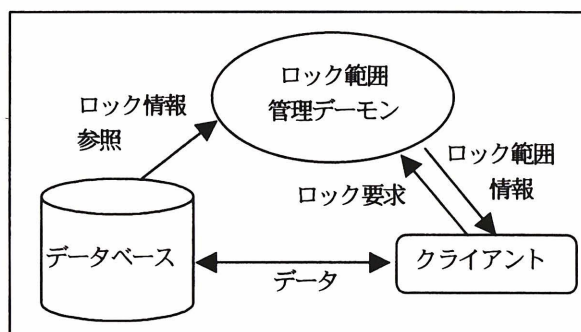 ロック範囲
管理デーモン
ロック情報
参照
ロック範囲
情報
ロック要求
データベース
データ
クライアント